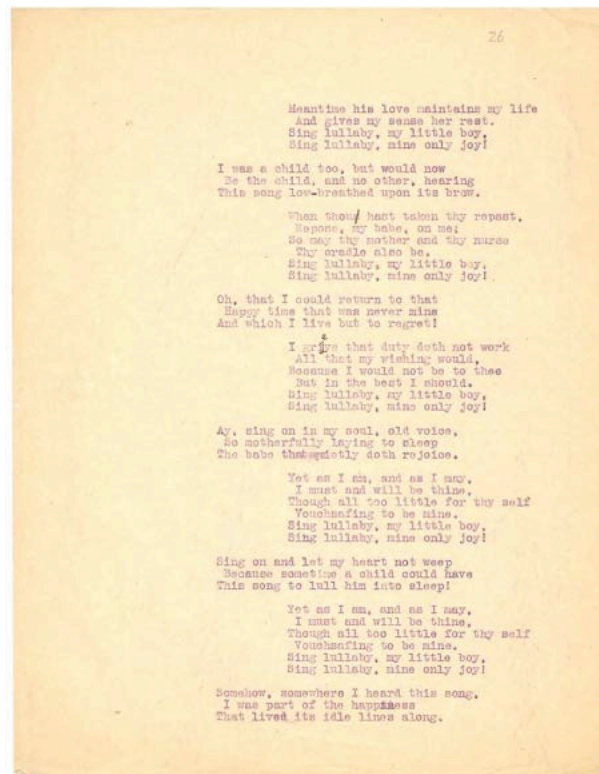 26
Meantime his love maintains my life
And gives my sense her rest.
Sing lullaby, my little boy,
Sing lullaby, mine only joy!
I was a child too, but would now
Be the child, and no other, hearing
This song low-breathed upon its brow.
When thou hast taken thy repast,
Repose, my babe, on me;
So may thy mother and thy nurse
Thy cradle also be.
Sing lullaby, my little boy,
Sing lullaby, mine only joy!
Oh, that I could return to that
Happy time that was never mine
And which I live but to regret!
I grieve that duty doth not work
All that my wishing would,
Because I would not be to thee
But in the best I should.
Sing lullaby, my little boy,
Sing lullaby, mine only joy!
Ay, sing on in my soul, old voice,
So motherfully laying to sleep
The babe that quietly doth rejoice.
Yet as I am, and as I may,
I must and will be thine,
Though all too little for thy self
Vouchsafing to be mine.
Sing lullaby, my little boy,
Sing lullaby, mine only joy!
Sing on and let my heart not weep
Because sometime a child could have
This song to lull him into sleep!
Yet as I am, and as I may,
I must and will be thine,
Though all too little for thy self
Vouchsafing to be mine.
Sing lullaby, my little boy,
Sing lullaby, mine only joy!
Somehow, somewhere I heard this song,
I was part of the happiness
That lived its idle lines along.